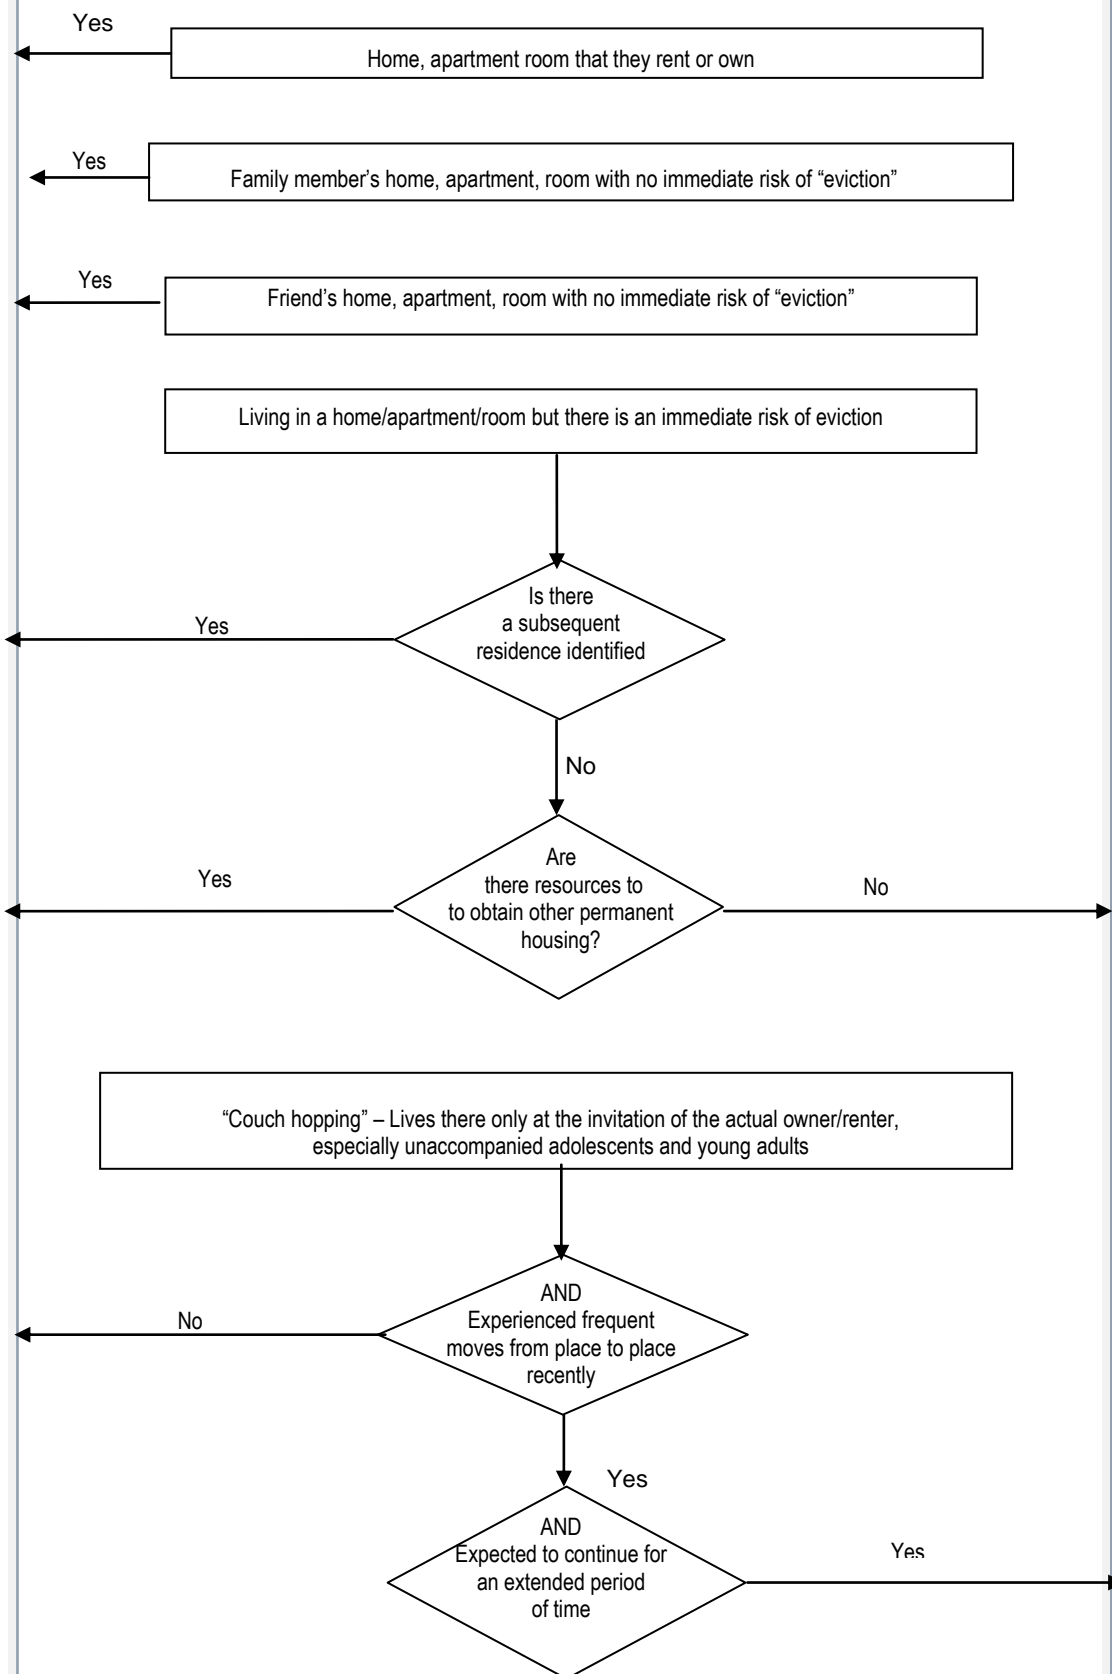 Yes
Home, apartment room that they rent or own
Yes
Family member’s home, apartment, room with no immediate risk of “eviction”
Yes
Friend’s home, apartment, room with no immediate risk of “eviction”
Living in a home/apartment/room but there is an immediate risk of eviction
Is there
a subsequent
residence identified
Yes
No
Are
there resources to
to obtain other permanent
housing?
Yes
No
“Couch hopping” – Lives there only at the invitation of the actual owner/renter,
especially unaccompanied adolescents and young adults
AND
Experienced frequent
moves from place to place
recently
No
Yes
AND
Expected to continue for
an extended period
of time
Yes